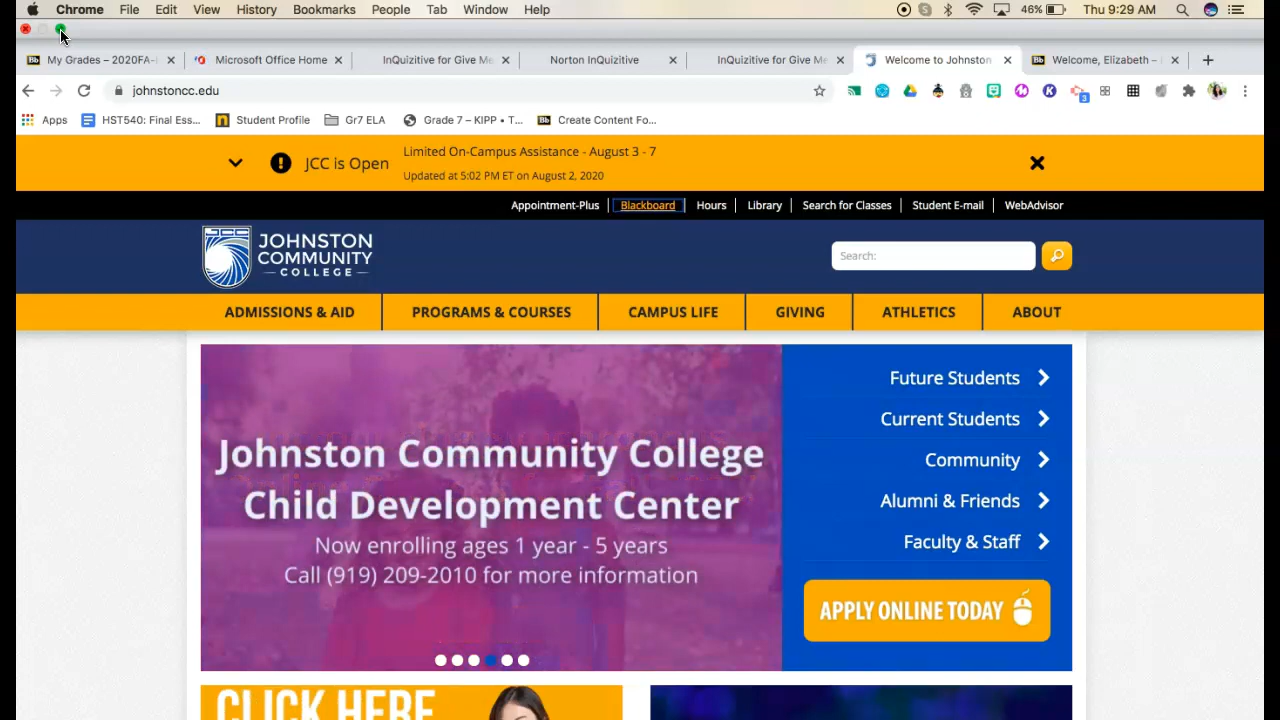 Chrome File Edit View History Bookmarks People Tab Window Help 46% Thu 9:29 AM
My Grades – 2020FA- Microsoft Office Home InQuizitive for Give Me Norton InQuizitive InQuizitive for Give Me Welcome to Johnston Welcome, Elizabeth –
johnstoncc.edu 3
Apps HST540: Final Ess... Student Profile Gr7 ELA Grade 7 – KIPP • T... Create Content Fo...
JCC is Open
Limited On-Campus Assistance - August 3 - 7
Updated at 5:02 PM ET on August 2, 2020
Appointment-Plus Blackboard Hours Library Search for Classes Student E-mail WebAdvisor
JCC
JOHNSTON
COMMUNITY
COLLEGE
Search:
ADMISSIONS & AID PROGRAMS & COURSES CAMPUS LIFE GIVING ATHLETICS ABOUT
Johnston Community College
Child Development Center
Now enrolling ages 1 year - 5 years
Call (919) 209-2010 for more information
Future Students
Current Students
Community
Alumni & Friends
Faculty & Staff
APPLY ONLINE TODAY
CLICK HERE